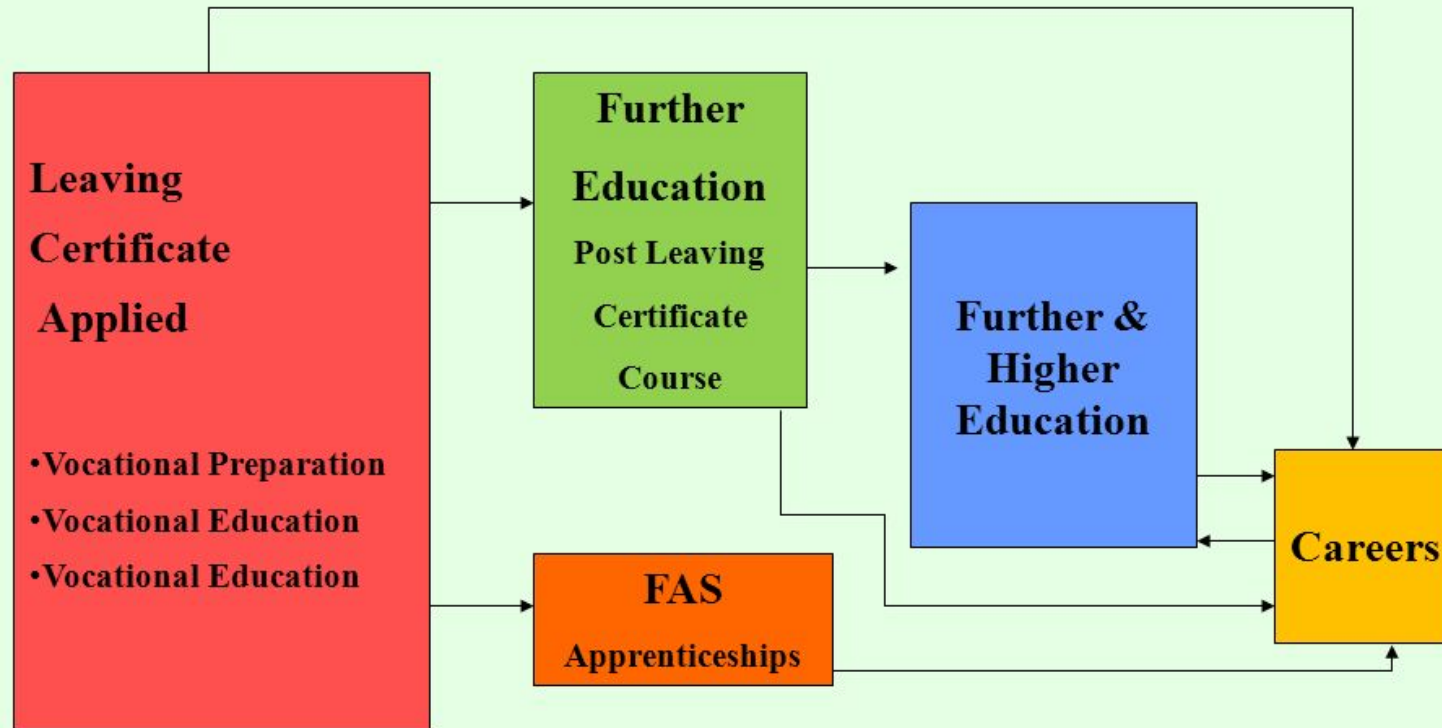 Leaving
Certificate
Applied
•Vocational Preparation
•Vocational Education
•Vocational Education
Further
Education
Post Leaving
Certificate
Course
FAS
Apprenticeships
Further &
Higher
Education
Careers